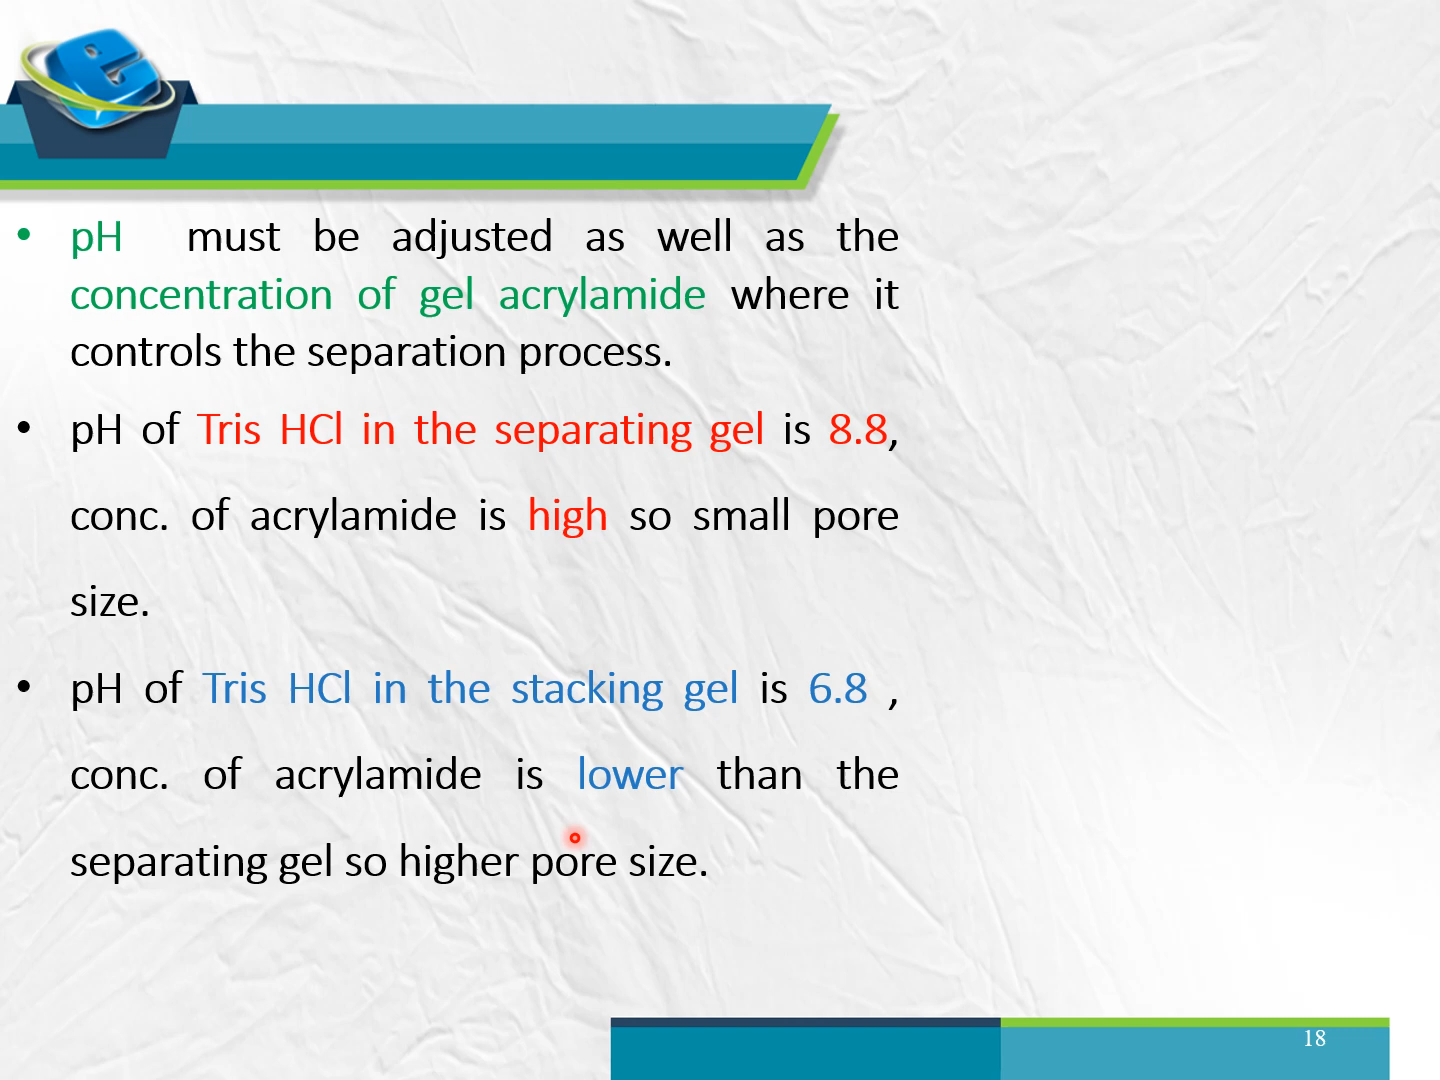 • pH must be adjusted as well as the
concentration of gel acrylamide where it
controls the separation process.
• pH of Tris HCl in the separating gel is 8.8,
conc. of acrylamide is high so small pore
size.
• pH of Tris HCl in the stacking gel is 6.8 ,
conc. of acrylamide is lower than the
separating gel so higher pore size.
18